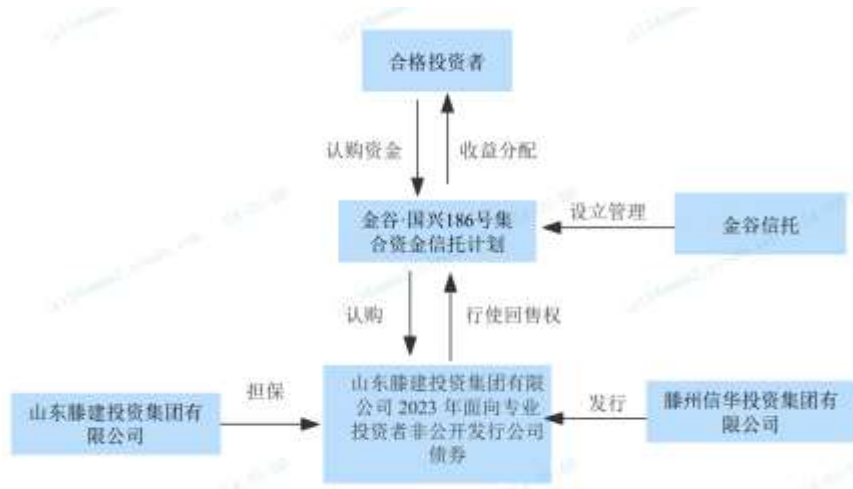 合格投资者
认购资金
收益分配
金谷·国兴186号集
合资金信托计划
设立管理
金谷信托
认购
行使回售权
山东滕建投资集团有
限公司
担保
山东滕建投资集团有限
公司 2023 年面向专业
投资者非公开发行公司
债券
发行
滕州信华投资集团有
限公司